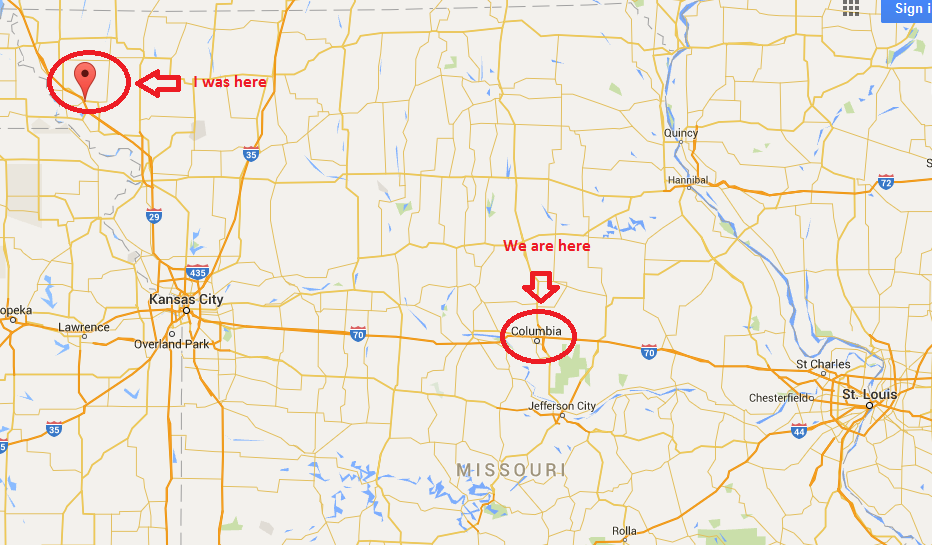 Sign i
I was here
Quincy
35
Hannibal
72
29
We are here
435
Kansas City
opeka
Lawrence
70
Columbia
Overland Park
70
St Charles
Chesterfield
St. Louis
Jefferson City
35
44
MISSOURI
Rolla